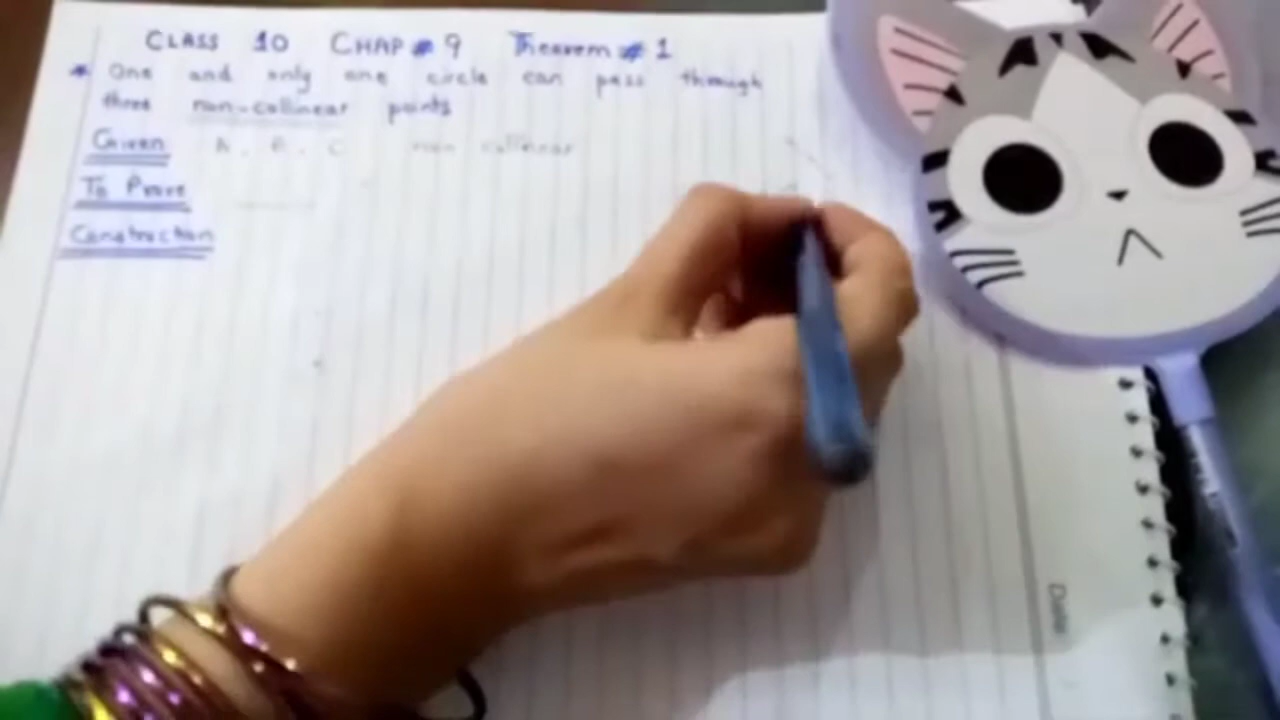 CLASS 10 CHAP # 9 Theorem # 1
* One and only one circle can pass through
three non-collinear points
Given A, B, C non collinear
To Prove
Construction
Date